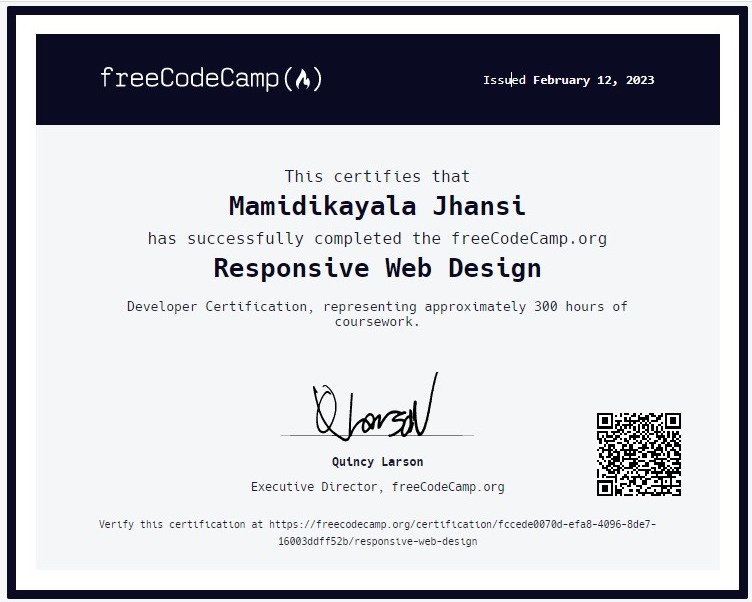 freeCodeCamp(🔥)
Issued February 12, 2023
This certifies that
Mamidikayala Jhansi
has successfully completed the freeCodeCamp.org
Responsive Web Design
Developer Certification, representing approximately 300 hours of
coursework.
QLarson
Quincy Larson
Executive Director, freeCodeCamp.org
Verify this certification at https://freecodecamp.org/certification/fccede0070d-efa8-4096-8de7-
16003ddff52b/responsive-web-design